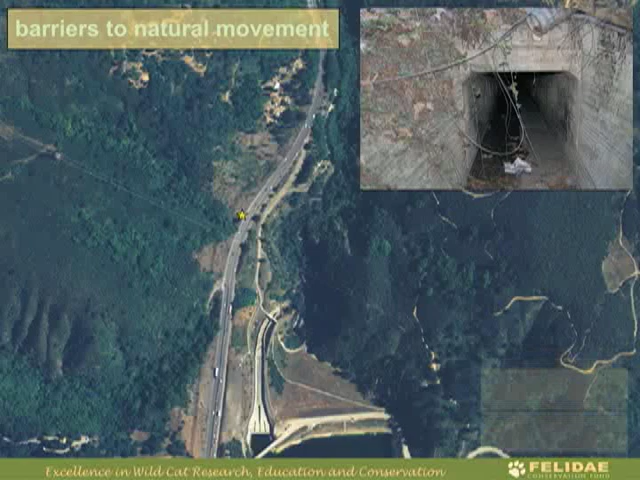 barriers to natural movement
Excellence in Wild Cat Research, Education and Conservation
FELIDAE
CONSERVATION FUND